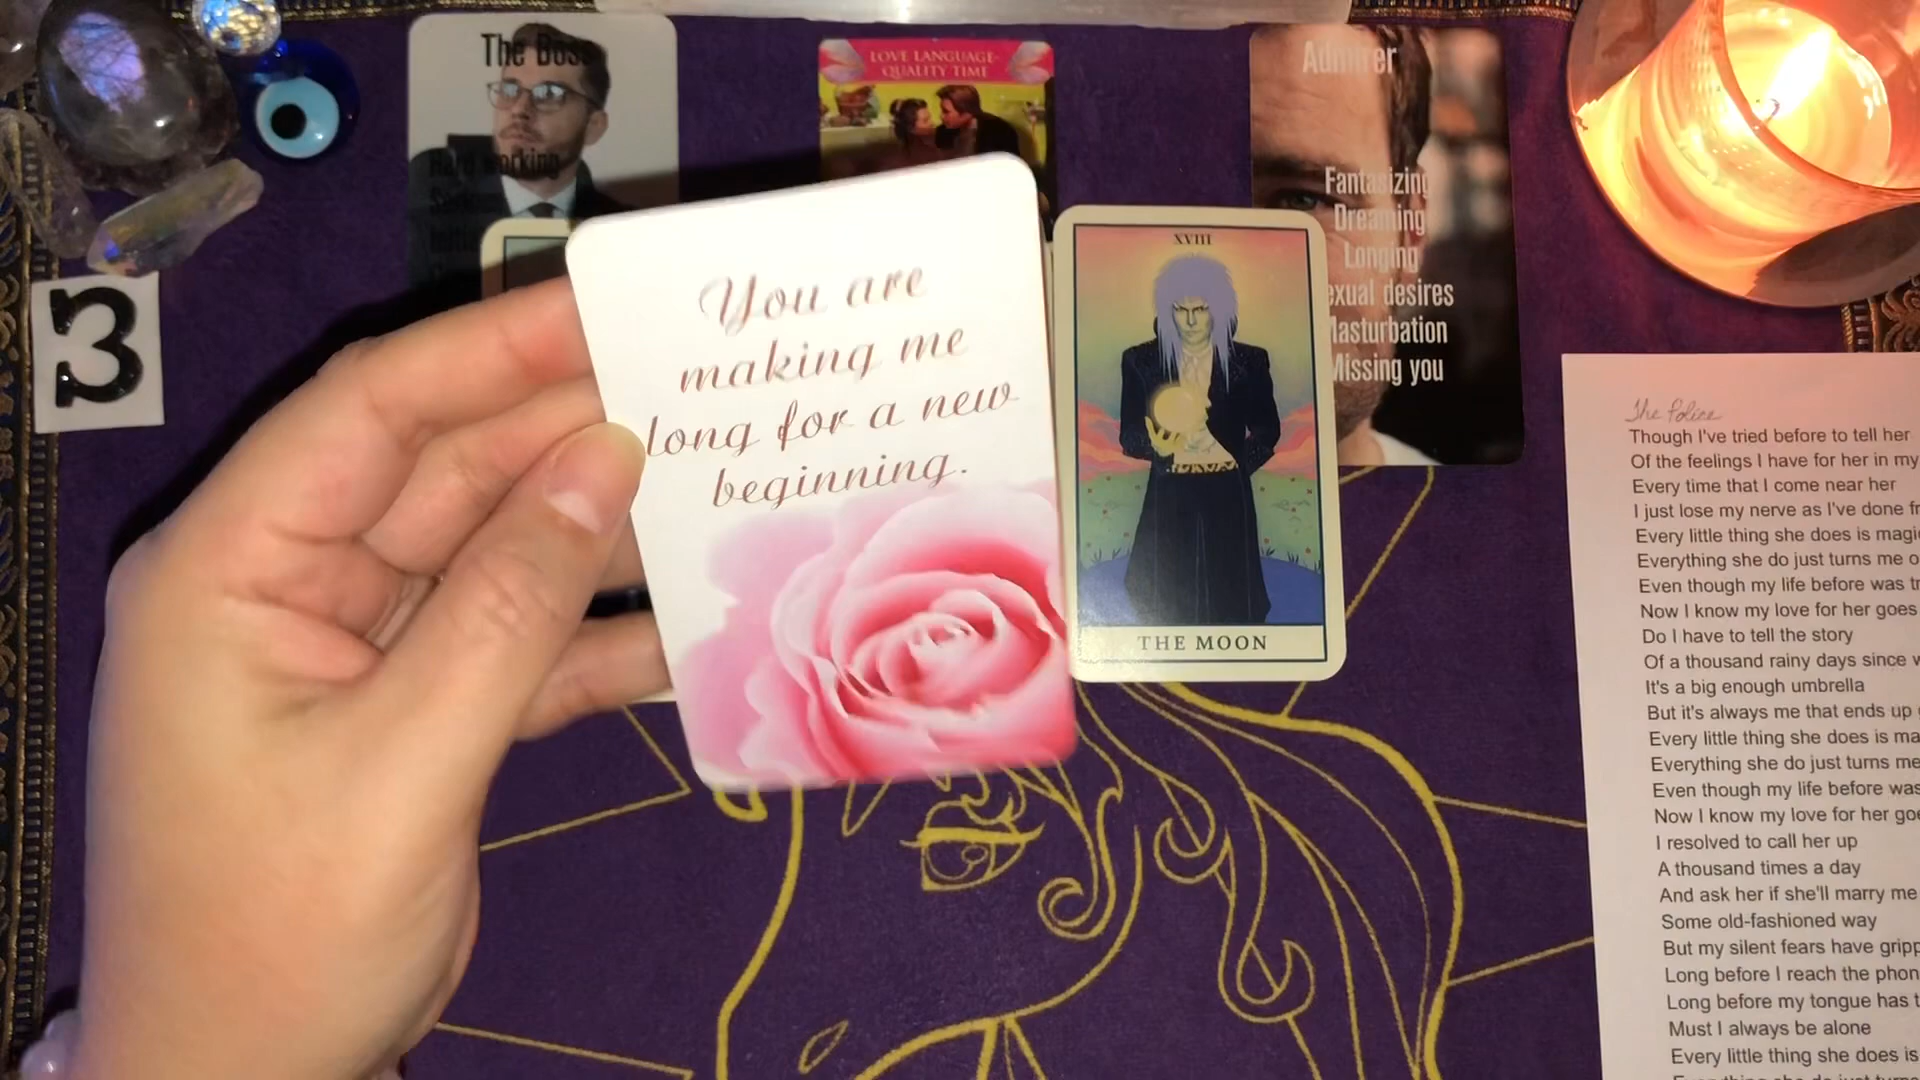 The Boss
Hard working
LOVE LANGUAGE-
QUALITY TIME
Admirer
Fantasizing
Dreaming
Longing
exual desires
Masturbation
Missing you
3
You are
making me
long for a new
beginning.
XVIII
THE MOON
The Police
Though I've tried before to tell her
Of the feelings I have for her in my
Every time that I come near her
I just lose my nerve as I've done fr
Every little thing she does is magi
Everything she do just turns me o
Even though my life before was tr
Now I know my love for her goes
Do I have to tell the story
Of a thousand rainy days since w
It's a big enough umbrella
But it's always me that ends up
Every little thing she does is ma
Everything she do just turns me
Even though my life before was
Now I know my love for her goe
I resolved to call her up
A thousand times a day
And ask her if she'll marry me
Some old-fashioned way
But my silent fears have gripp
Long before I reach the phon
Long before my tongue has t
Must I always be alone
Every little thing she does is